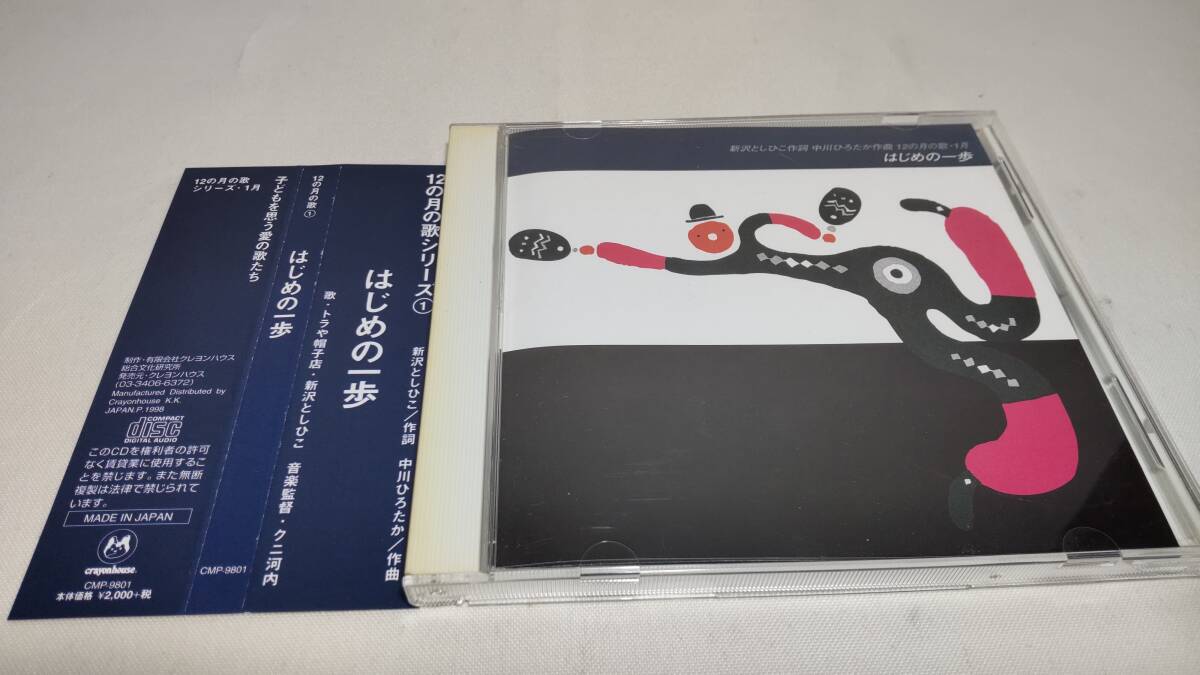 12の月の歌
シリーズ・1月
制作・有限会社クレヨンハウス
総合文化研究所
発売元・クレヨンハウス
(03-3406-6372)
Manufactured Distributed by
Crayonhouse K.K.
JAPAN.P.1998
COMPACT
disc
DIGITAL AUDIO
このCDを権利者の許可
なく賃貸業に使用するこ
とを禁じます。また無断
複製は法律で禁じられて
います。
MADE IN JAPAN
crayonhouse
CMP-9801
本体価格 ¥2,000+税
12の月の歌①
子どもを思う愛の歌たち
はじめの一歩
CMP-9801
12の月の歌シリーズ①
新沢としひこ/作詞 中川ひろたか/作曲
はじめの一歩
歌・トラや帽子店・新沢としひこ 音楽監督・クニ河内
新沢としひこ作詞 中川ひろたか作曲 12の月の歌・1月
はじめの一歩